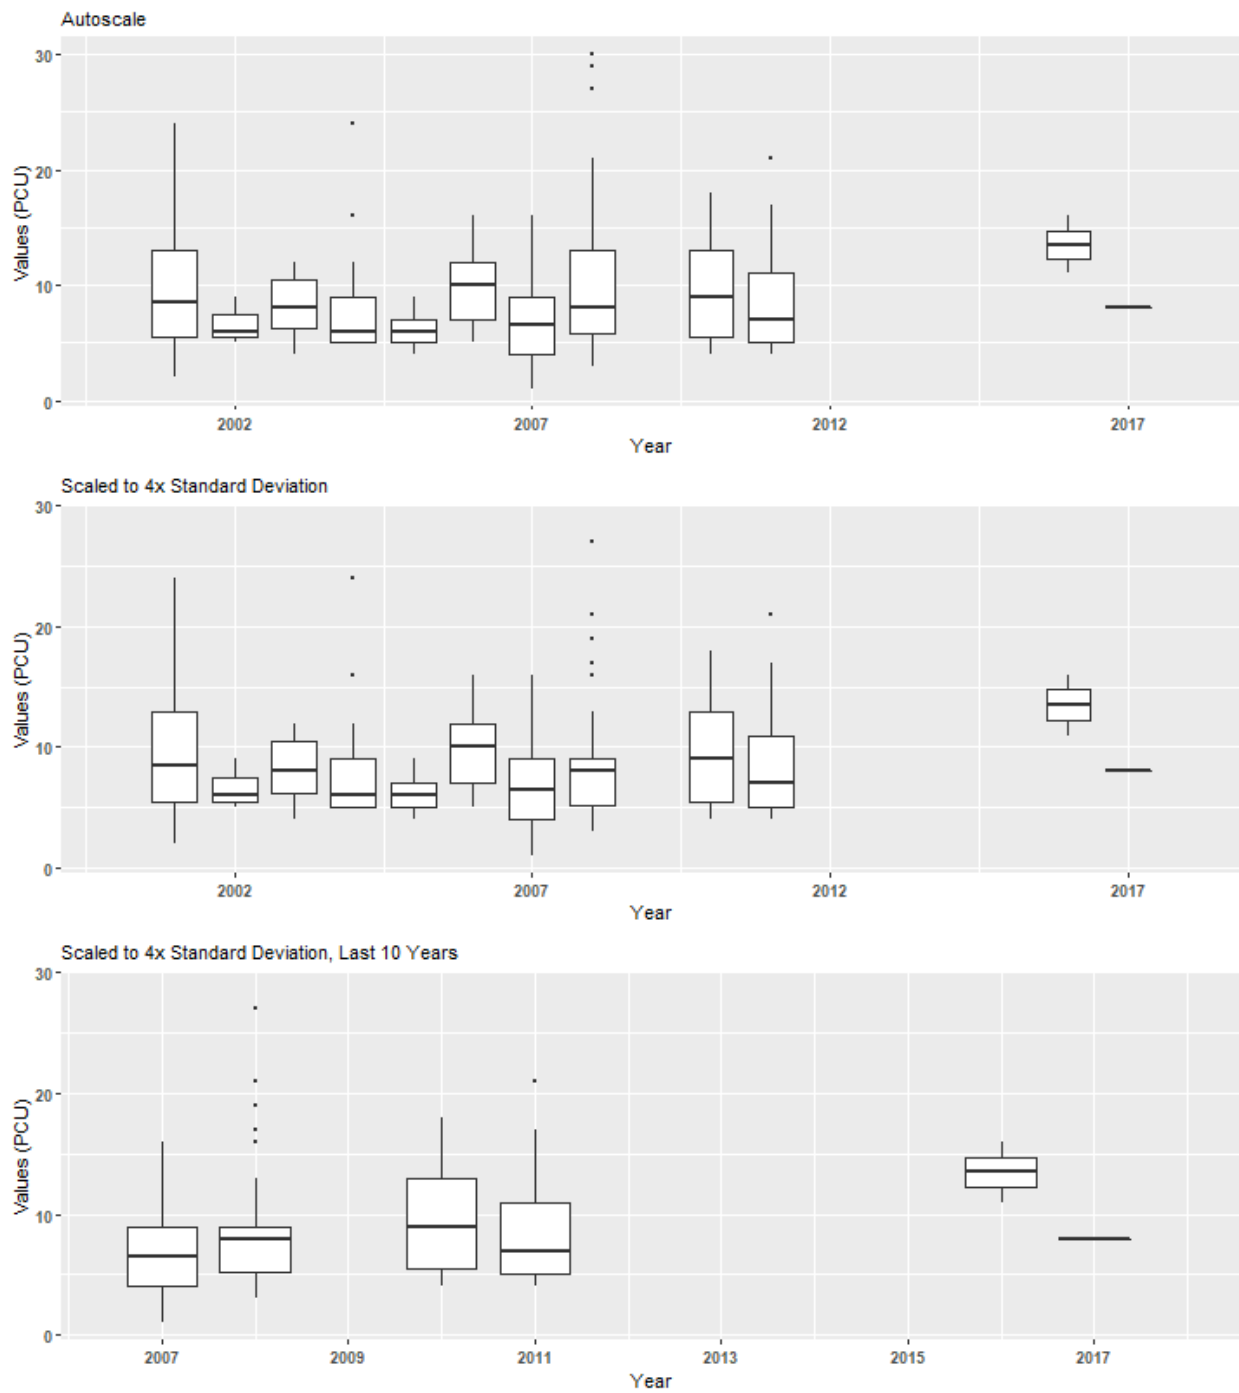 Autoscale
Values (PCU)
30
20
10
0
2002 2007 2012 2017
Year
Scaled to 4x Standard Deviation
Values (PCU)
30
20
10
0
2002 2007 2012 2017
Year
Scaled to 4x Standard Deviation, Last 10 Years
Values (PCU)
30
20
10
0
2007 2009 2011 2013 2015 2017
Year